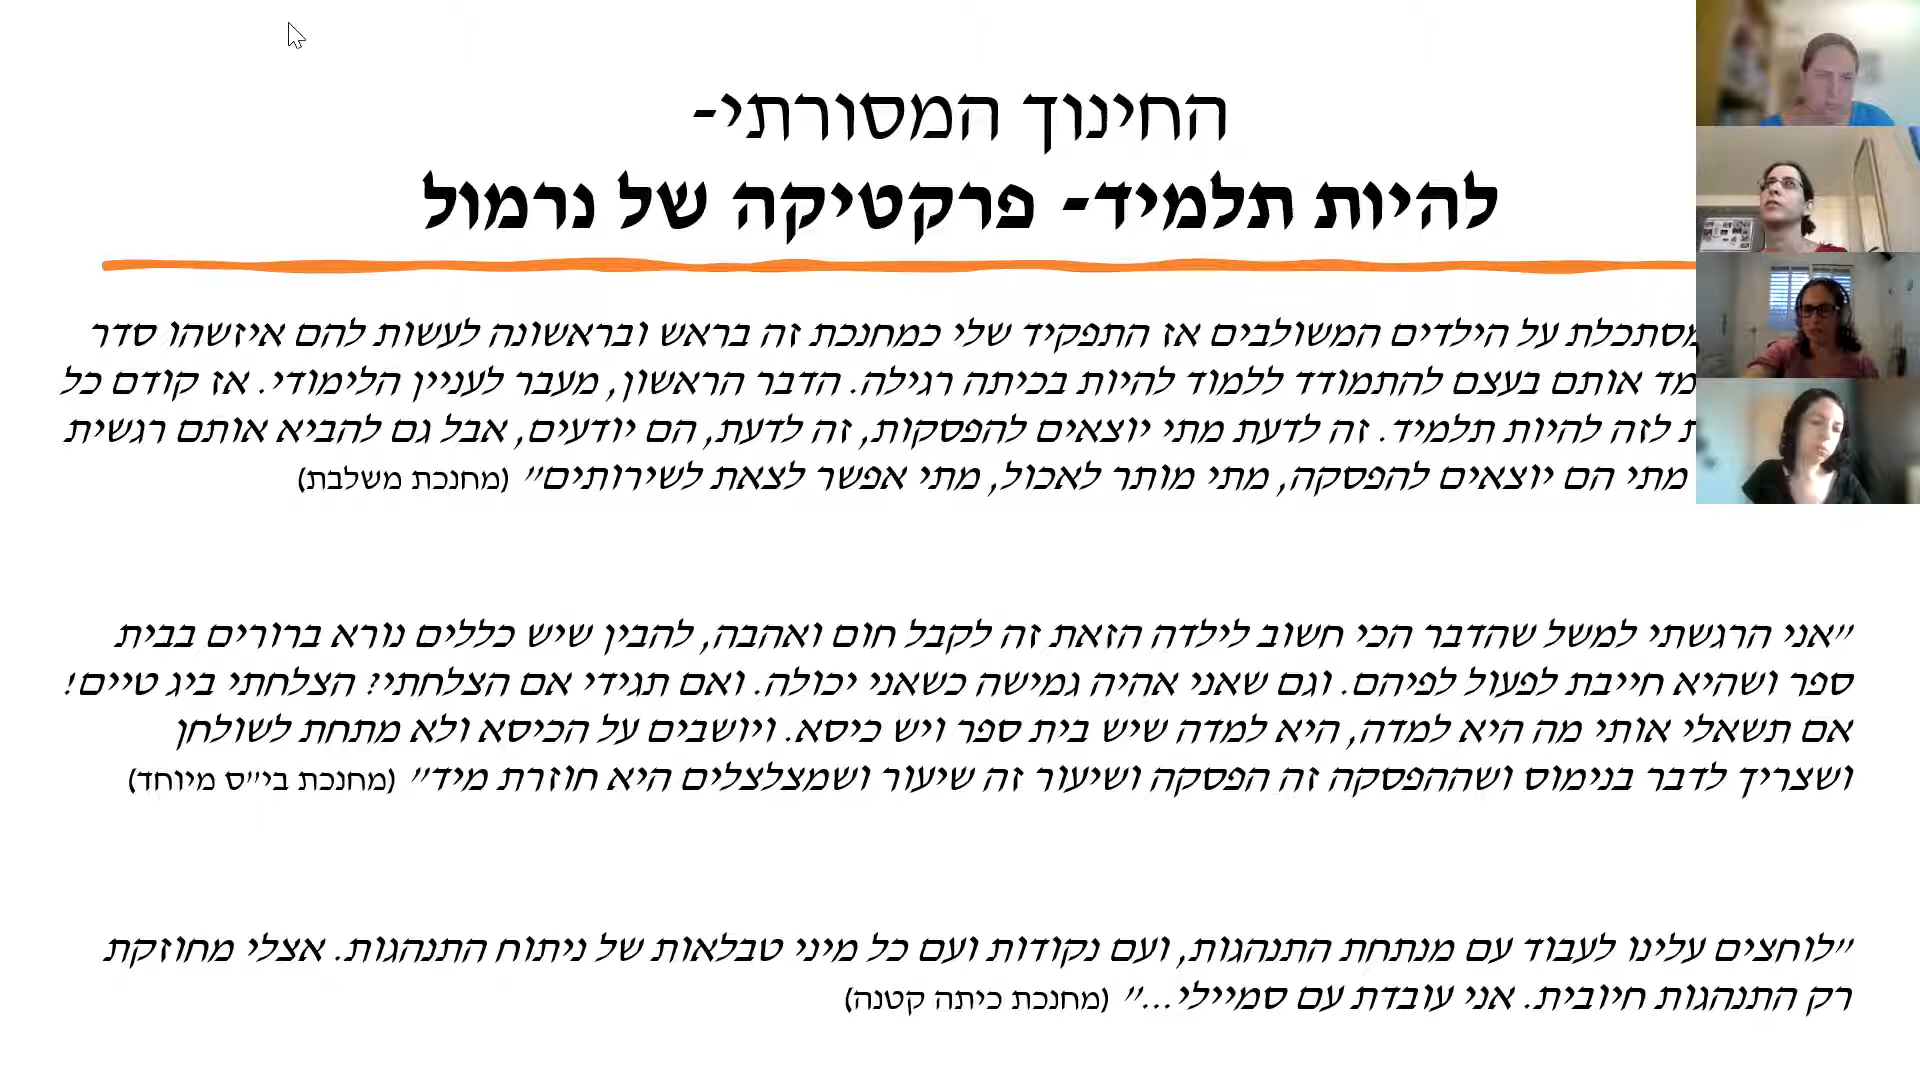 החינוך המסורתי-
להיות תלמיד- פרקטיקה של נרמול
מסתכלת על הילדים המשולבים אז התפקיד שלי כמחנכת זה בראש ובראשונה לעשות להם איזשהו סדר
אותם בעצם להתמודד ללמוד להיות בכיתה רגילה. הדבר הראשון, מעבר לעניין הלימודי. אז קודם כל
לזה להיות תלמיד. זה לדעת מתי יוצאים להפסקות, זה לדעת, הם יודעים, אבל גם להביא אותם רגשית
מתי הם יוצאים להפסקה, מתי מותר לאכול, מתי אפשר לצאת לשירותים" (מחנכת משלבת)
"אני הרגשתי למשל שהדבר הכי חשוב לילדה הזאת זה לקבל חום ואהבה, להבין שיש כללים נורא ברורים בבית
ספר ושהיא חייבת לפעול לפיהם. וגם שאני אהיה גמישה כשאני יכולה. ואם תגידי אם הצלחתי? הצלחתי ביג טיים!
אם תשאלי אותי מה היא למדה, היא למדה שיש בית ספר ויש כיסא. ויושבים על הכיסא ולא מתחת לשולחן
ושצריך לדבר בנימוס ושההפסקה זה הפסקה ושיעור זה שיעור ושמצלצלים היא חוזרת מיד" (מחנכת בי"ס מיוחד)
"לוחצים עלינו לעבוד עם מנתחת התנהגות, ועם נקודות ועם כל מיני טבלאות של ניתוח התנהגות. אצלי מחוזקת
רק התנהגות חיובית. אני עובדת עם סמיילי..." (מחנכת כיתה קטנה)